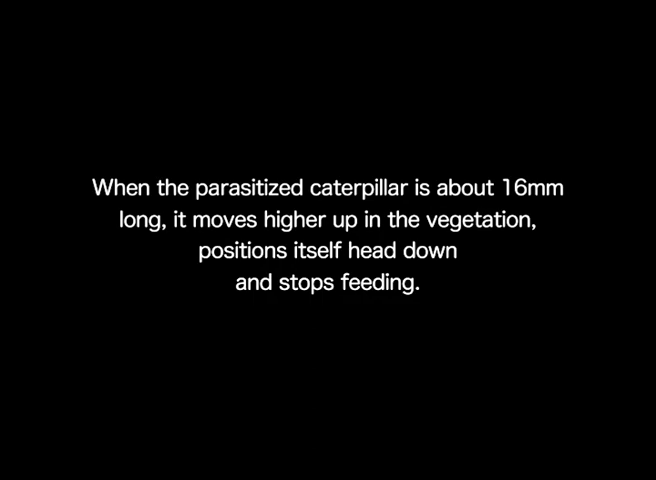 When the parasitized caterpillar is about 16mm
long, it moves higher up in the vegetation,
positions itself head down
and stops feeding.